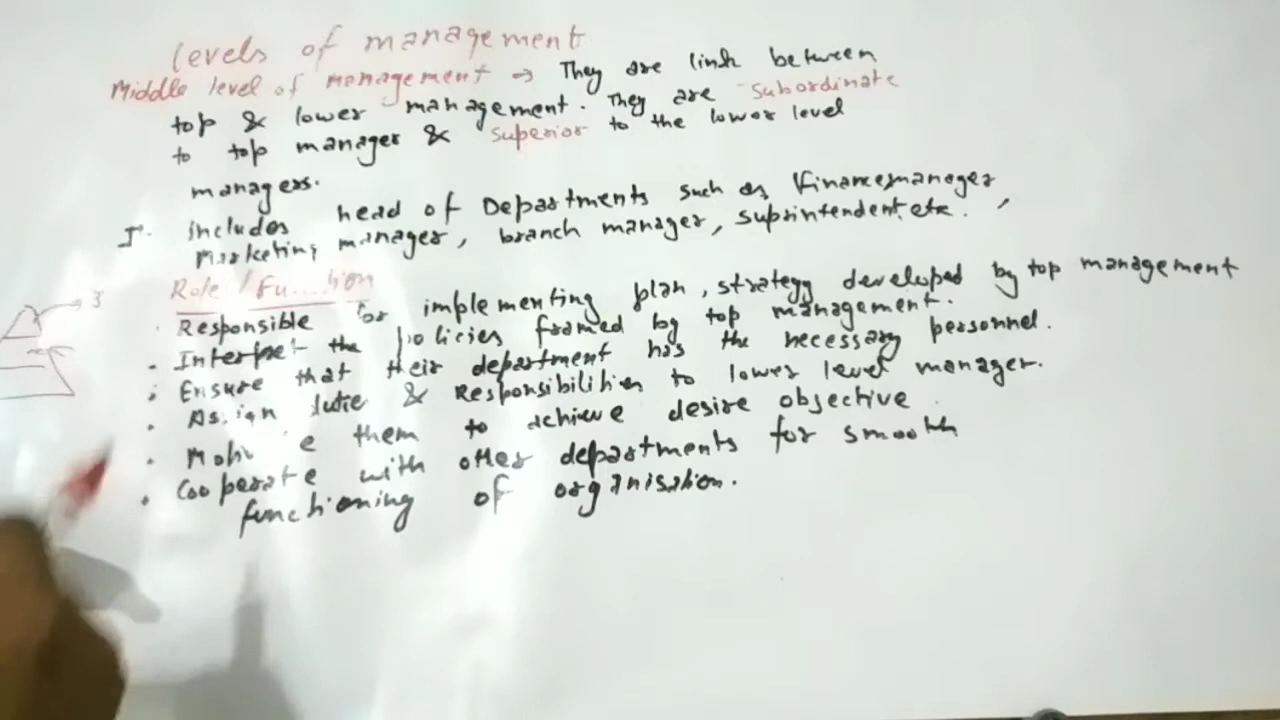 levels of management
Middle level of management → They are link between
top & lower management. They are subordinate
to top manager & superior to the lower level
managers.
It includes head of Departments such as Finance manager,
Marketing manager, branch manager, suprintendent, etc.
Role /
3
Responsible for implementing plan, strategy developed by top management
• Interpret the policies framed by top management.
• Ensure that their department has the necessary personnel.
• & Responsibilities to lower level manager.
• them to achieve desire objective.
• Cooperate with other departments for smooth
functioning of organisation.